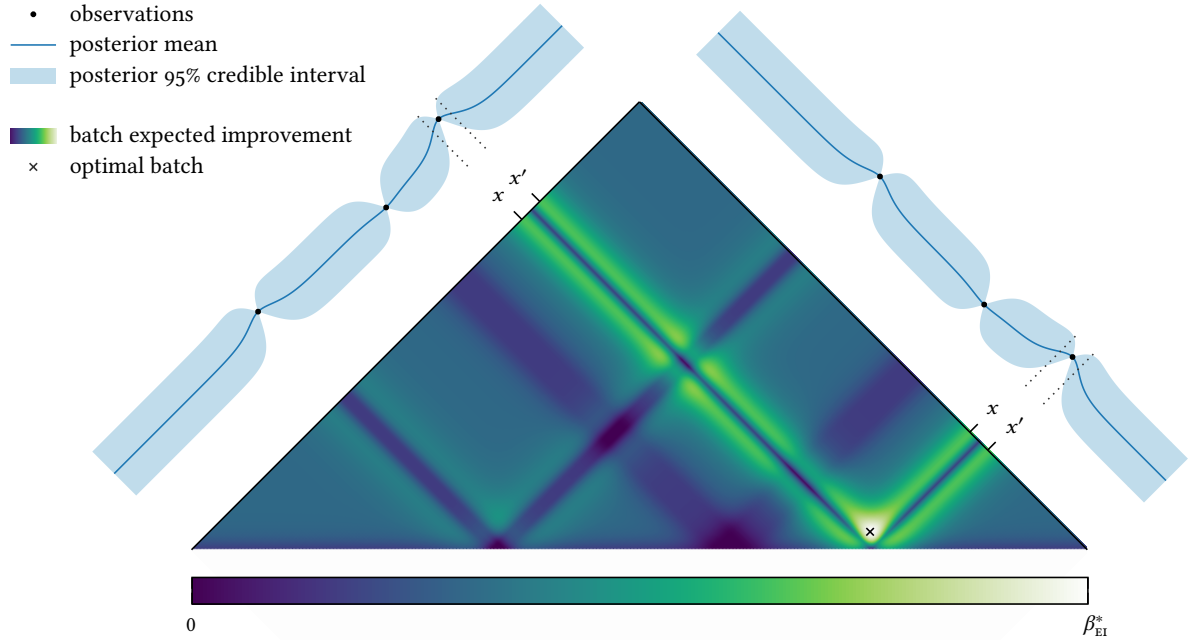 observations
posterior mean
posterior 95% credible interval
batch expected improvement
optimal batch
x x′
x
x′
0
β*EI